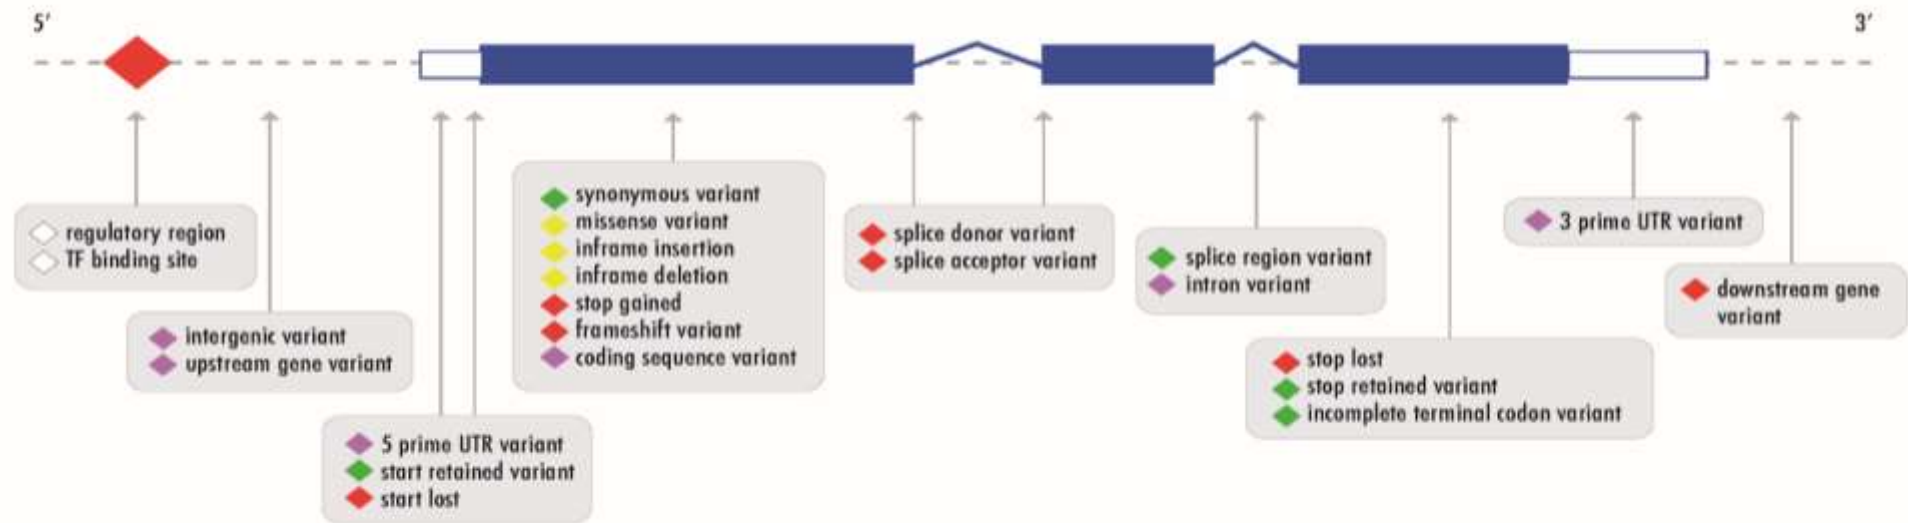 5′
3′
regulatory region
TF binding site
intergenic variant
upstream gene variant
5 prime UTR variant
start retained variant
start lost
synonymous variant
missense variant
inframe insertion
inframe deletion
stop gained
frameshift variant
coding sequence variant
splice donor variant
splice acceptor variant
splice region variant
intron variant
stop lost
stop retained variant
incomplete terminal codon variant
3 prime UTR variant
downstream gene
variant